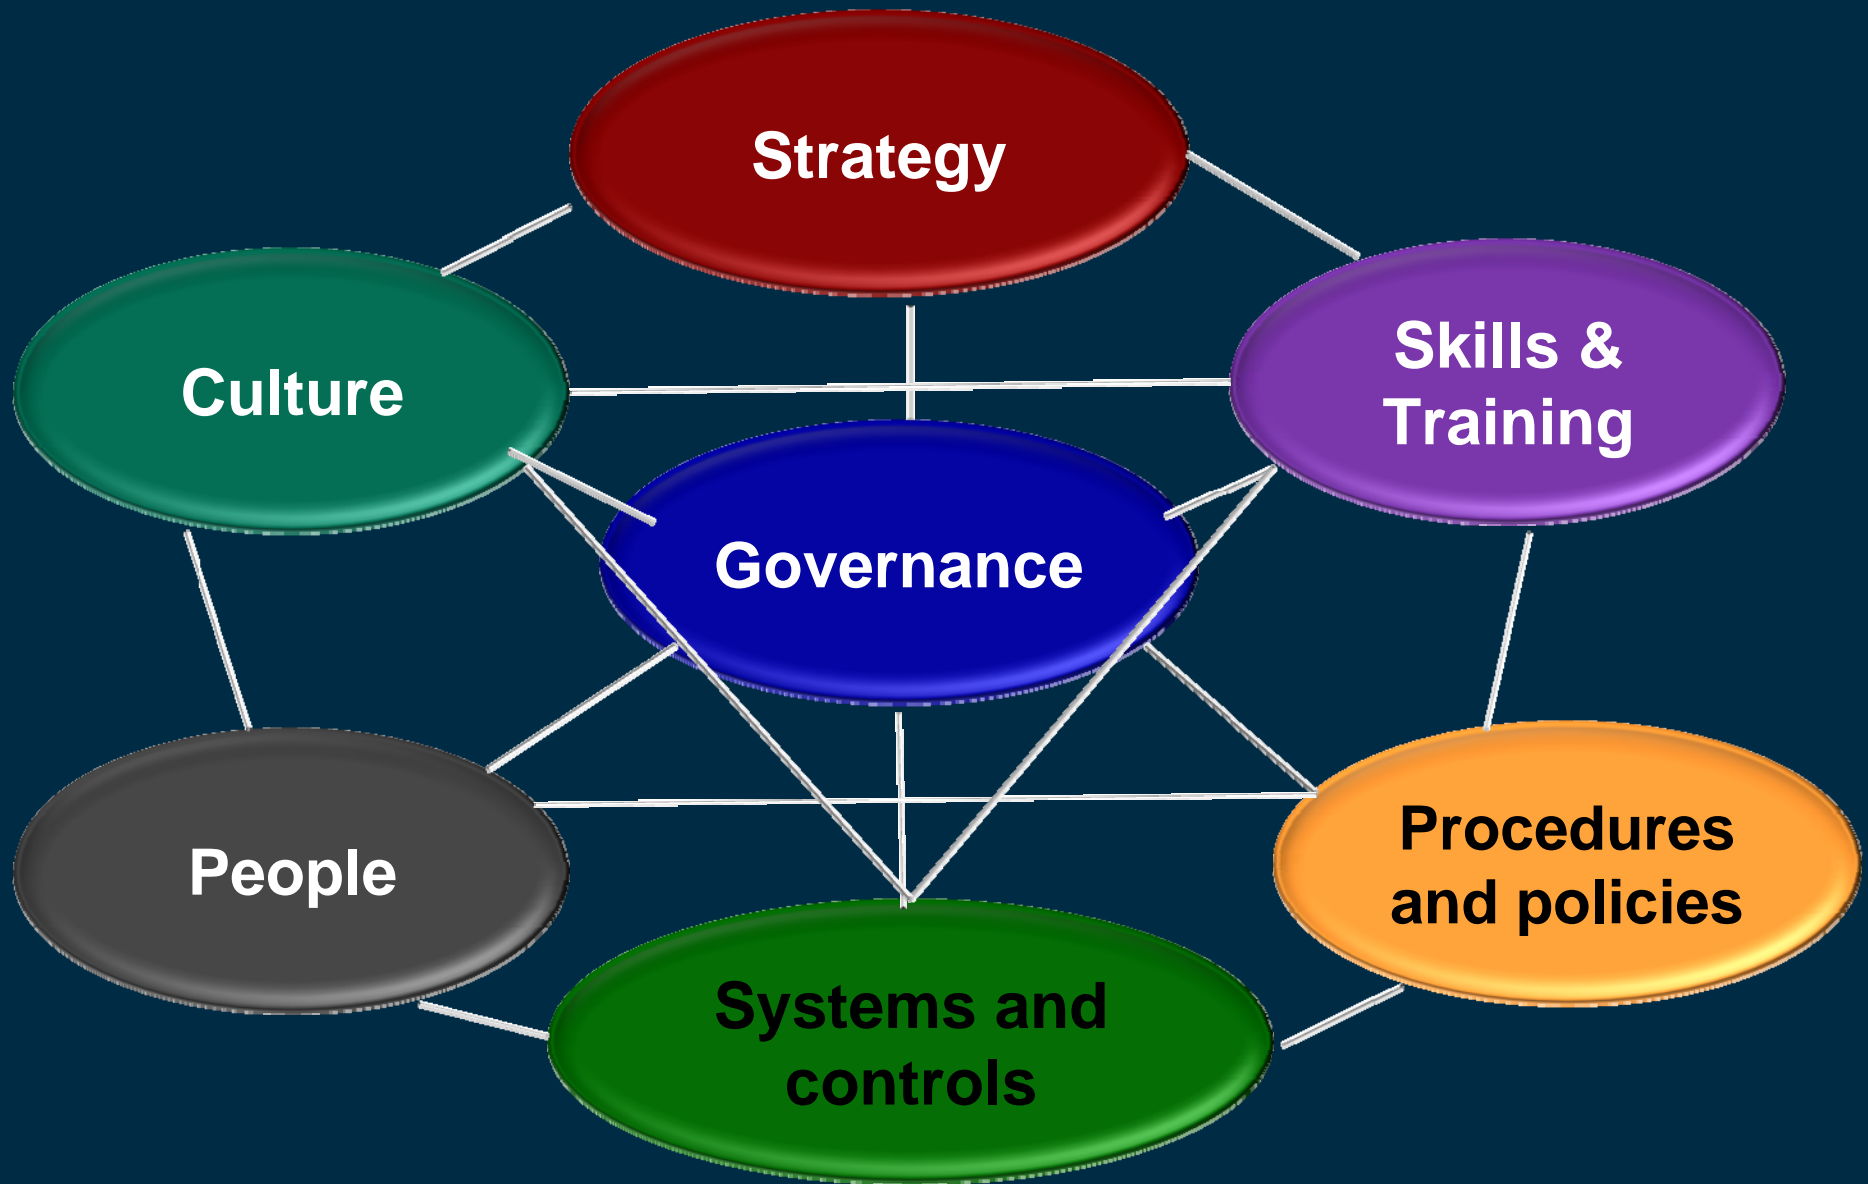 Strategy
Culture
Skills &
Training
Governance
People
Procedures
and policies
Systems and
controls